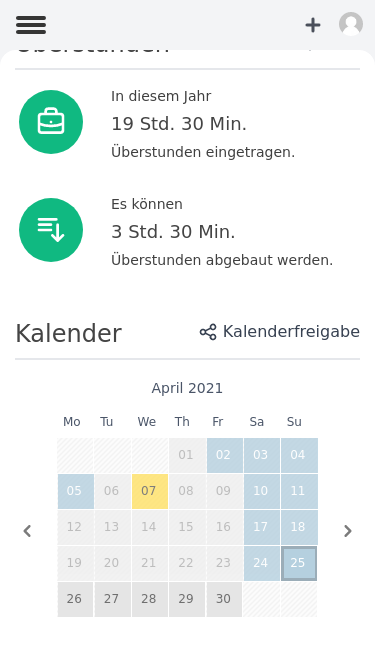 Überstunden
In diesem Jahr
19 Std. 30 Min.
Überstunden eingetragen.
Es können
3 Std. 30 Min.
Überstunden abgebaut werden.
Kalender Kalenderfreigabe
April 2021
Mo Tu We Th Fr Sa Su
01 02 03 04
05 06 07 08 09 10 11
12 13 14 15 16 17 18
19 20 21 22 23 24 25
26 27 28 29 30